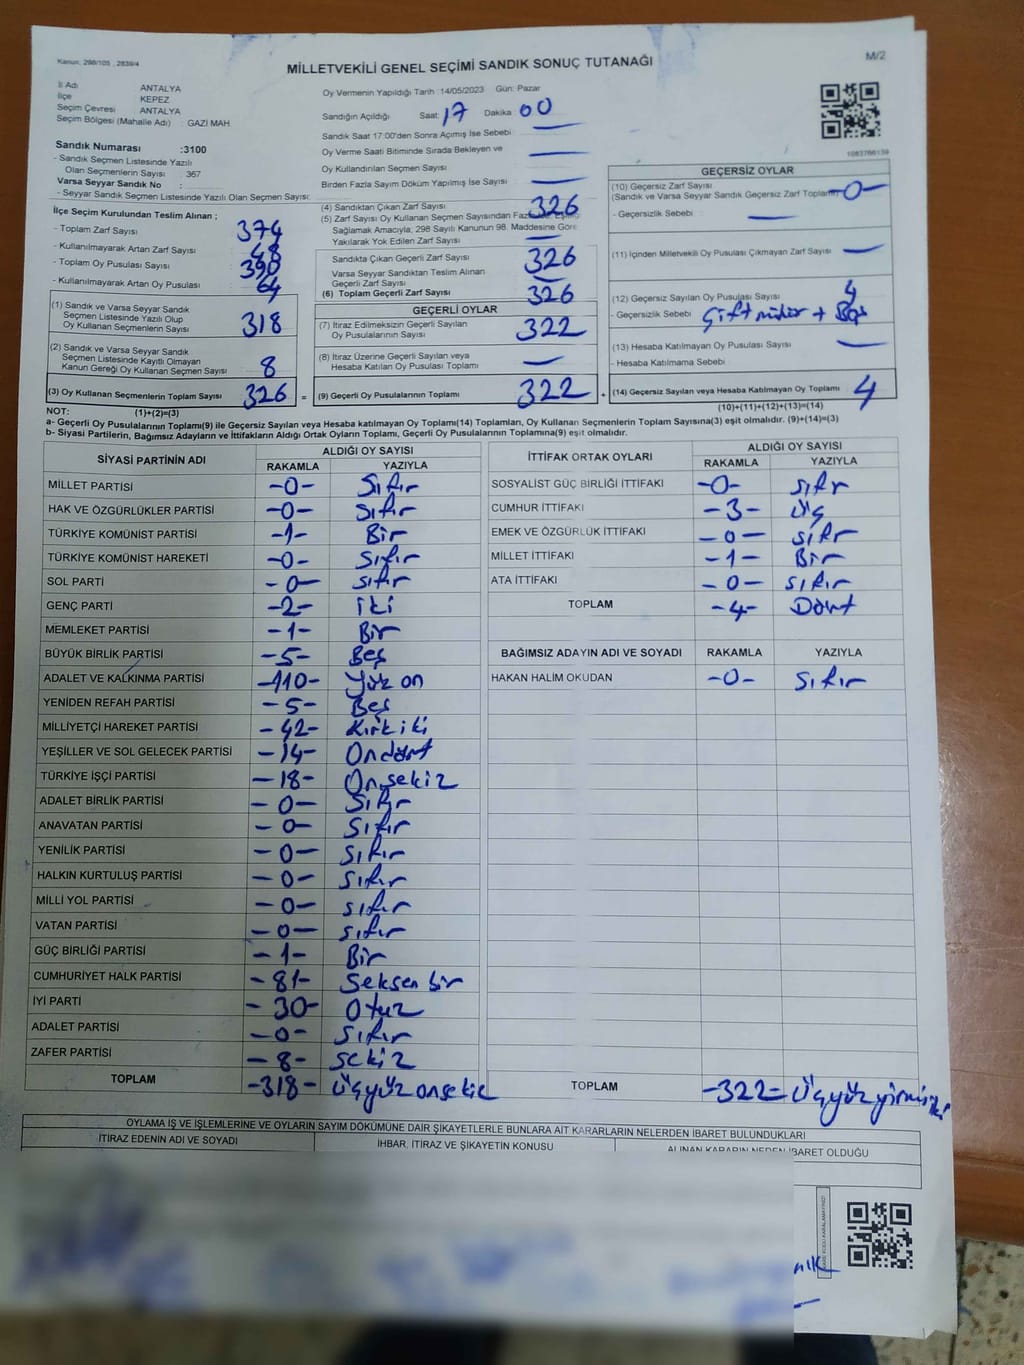 Kanun, 298/105 , 2839/4
M/2
MİLLETVEKİLİ GENEL SEÇİMİ SANDIK SONUÇ TUTANAĞI
İl Adı ANTALYA
İlçe KEPEZ
Seçim Çevresi ANTALYA
Seçim Bölgesi (Mahalle Adı) : GAZİ MAH.
Sandık Numarası :3100
- Sandık Seçmen Listesinde Yazılı
Olan Seçmenlerin Sayısı 367
Varsa Seyyar Sandık No :
- Seyyar Sandık Seçmen Listesinde Yazılı Olan Seçmen Sayısı:
İlçe Seçim Kurulundan Teslim Alınan ;
- Toplam Zarf Sayısı : 374
- Kullanılmayarak Artan Zarf Sayısı : 48
- Toplam Oy Pusulası Sayısı : 390
- Kullanılmayarak Artan Oy Pusulası : 64
(1) Sandık ve Varsa Seyyar Sandık
Seçmen Listesinde Yazılı Olup
Oy Kullanan Seçmenlerin Sayısı 318
(2) Sandık ve Varsa Seyyar Sandık
Seçmen Listesinde Kayıtlı Olmayan
Kanun Gereği Oy Kullanan Seçmen Sayısı 8
(3) Oy Kullanan Seçmenlerin Toplam Sayısı 326 =
Oy Vermenin Yapıldığı Tarih :14/05/2023 Gün: Pazar
Sandığın Açıldığı Saat : 17 Dakika : 00
Sandık Saat 17:00'den Sonra Açımış İse Sebebi : —
Oy Verme Saati Bitiminde Sırada Bekleyen ve
Oy Kullandırılan Seçmen Sayısı : —
Birden Fazla Sayım Döküm Yapılmış İse Sayısı : —
(4) Sandıktan Çıkan Zarf Sayısı : 326
(5) Zarf Sayısı Oy Kullanan Seçmen Sayısından
Sağlamak Amacıyla; 298 Sayılı Kanunun 98. Maddesine Göre
Yakılarak Yok Edilen Zarf Sayısı —
Sandıkta Çıkan Geçerli Zarf Sayısı 326
Varsa Seyyar Sandıktan Teslim Alınan
Geçerli Zarf Sayısı —
(6) Toplam Geçerli Zarf Sayısı 326
GEÇERLİ OYLAR
(7) İtiraz Edilmeksizin Geçerli Sayılan
Oy Pusulalarının Sayısı 322
(8) İtiraz Üzerine Geçerli Sayılan veya
Hesaba Katılan Oy Pusulası Toplamı —
(9) Geçerli Oy Pusulalarının Toplamı 322 +
1083766159
GEÇERSİZ OYLAR
(10) Geçersiz Zarf Sayısı
(Sandık ve Varsa Seyyar Sandık Geçersiz Zarf Toplamı) -0-
- Geçersizlik Sebebi : —
(11) İçinden Milletvekili Oy Pusulası Çıkmayan Zarf Sayısı —
(12) Geçersiz Sayılan Oy Pusulası Sayısı 4
- Geçersizlik Sebebi : Çift mühür + Boş
(13) Hesaba Katılmayan Oy Pusulası Sayısı —
- Hesaba Katılmama Sebebi :
(14) Geçersiz Sayılan veya Hesaba Katılmayan Oy Toplamı 4
NOT: (1)+(2)=(3) (10)+(11)+(12)+(13)=(14)
a- Geçerli Oy Pusulalarının Toplamı(9) ile Geçersiz Sayılan veya Hesaba Katılmayan Oy Toplamı(14) Toplamları, Oy Kullanan Seçmenlerin Toplam Sayısına(3) eşit olmalıdır. (9)+(14)=(3)
b- Siyasi Partilerin, Bağımsız Adayların ve İttifakların Aldığı Ortak Oyların Toplamı, Geçerli Oy Pusulalarının Toplamına(9) eşit olmalıdır.
SİYASİ PARTİNİN ADI ALDIĞI OY SAYISI
RAKAMLA YAZIYLA
MİLLET PARTİSİ -0- Sıfır
HAK VE ÖZGÜRLÜKLER PARTİSİ -0- Sıfır
TÜRKİYE KOMÜNİST PARTİSİ -1- Bir
TÜRKİYE KOMÜNİST HAREKETİ -0- Sıfır
SOL PARTİ -0- Sıfır
GENÇ PARTİ -2- iki
MEMLEKET PARTİSİ -1- Bir
BÜYÜK BİRLİK PARTİSİ -5- Beş
ADALET VE KALKINMA PARTİSİ -110- Yüz on
YENİDEN REFAH PARTİSİ -5- Beş
MİLLİYETÇİ HAREKET PARTİSİ -42- Kırk iki
YEŞİLLER VE SOL GELECEK PARTİSİ -14- On dört
TÜRKİYE İŞÇİ PARTİSİ -18- On sekiz
ADALET BİRLİK PARTİSİ -0- Sıfır
ANAVATAN PARTİSİ -0- Sıfır
YENİLİK PARTİSİ -0- Sıfır
HALKIN KURTULUŞ PARTİSİ -0- Sıfır
MİLLİ YOL PARTİSİ -0- sıfır
VATAN PARTİSİ -0- sıfır
GÜÇ BİRLİĞİ PARTİSİ -1- Bir
CUMHURİYET HALK PARTİSİ -81- Seksen bir
İYİ PARTİ -30- Otuz
ADALET PARTİSİ -0- Sıfır
ZAFER PARTİSİ -8- Sekiz
TOPLAM -318- Üçyüz onsekiz
İTTİFAK ORTAK OYLARI ALDIĞI OY SAYISI
RAKAMLA YAZIYLA
SOSYALİST GÜÇ BİRLİĞİ İTTİFAKI -0- sıfır
CUMHUR İTTİFAKI -3- Üç
EMEK VE ÖZGÜRLÜK İTTİFAKI -0- sıfır
MİLLET İTTİFAKI -1- Bir
ATA İTTİFAKI -0- sıfır
TOPLAM -4- Dört
BAĞIMSIZ ADAYIN ADI VE SOYADI RAKAMLA YAZIYLA
HAKAN HALİM OKUDAN -0- Sıfır
TOPLAM -322- Üçyüz yirmi iki
OYLAMA İŞ VE İŞLEMLERİNE VE OYLARIN SAYIM DÖKÜMÜNE DAİR ŞİKAYETLERLE BUNLARA AİT KARARLARIN NELERDEN İBARET BULUNDUKLARI
İTİRAZ EDENİN ADI VE SOYADI İHBAR, İTİRAZ VE ŞİKAYETİN KONUSU ALINAN KARARIN NEDEN İBARET OLDUĞU